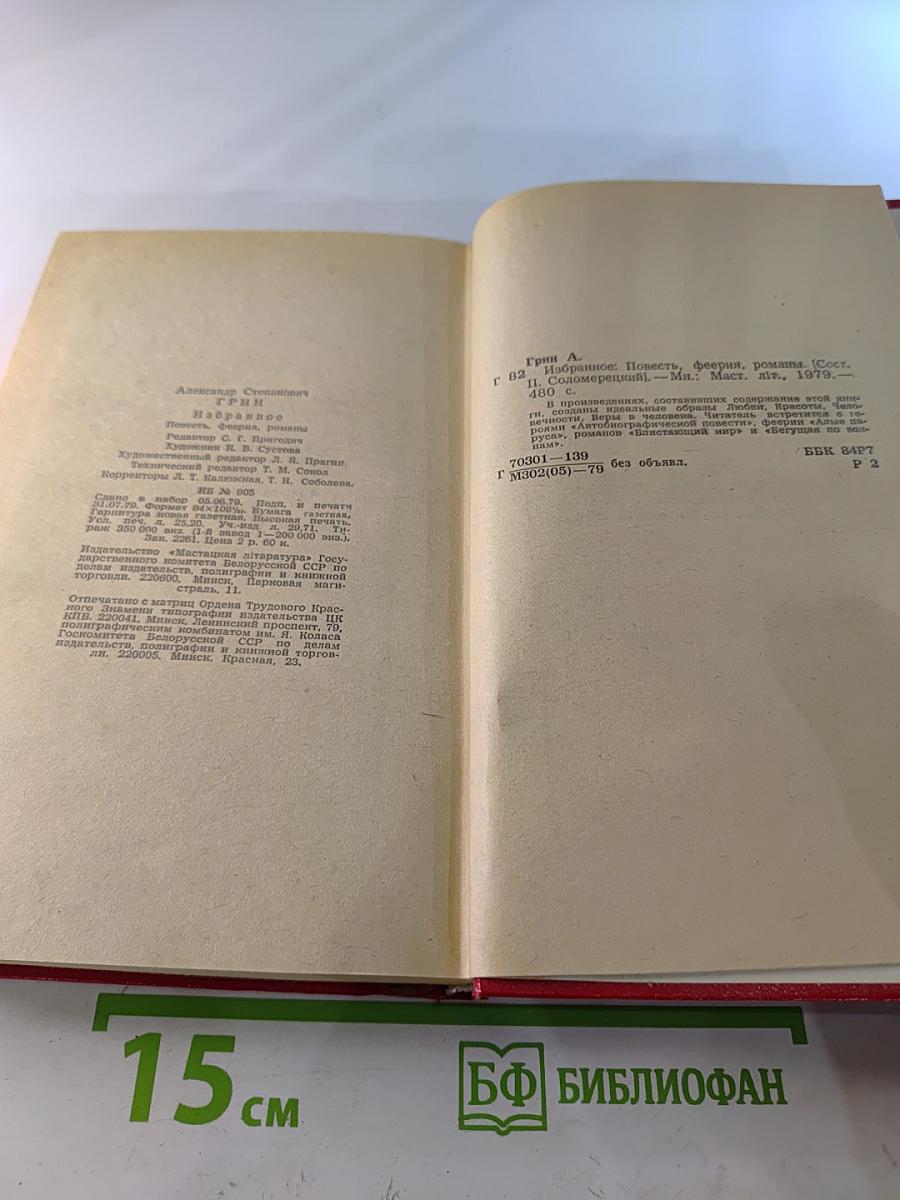 Александр Степанович
ГРИН
Избранное
Повесть, феерия, романы
Редактор С. Г. Пригодич
Художник Н. В. Сустова
Художественный редактор Л. Я. Прагин
Технический редактор Т. М. Сокол
Корректоры Л. Т. Калюжная, Т. Н. Соболева.
ИБ № 905
Сдано в набор 05.06.79. Подп. к печати
31.07.79. Формат 84×108¹/₃₂. Бумага газетная.
Гарнитура новая газетная. Высокая печать.
Усл. печ. л. 25,20. Уч.-изд. л. 29,71. Ти-
раж 350 000 экз. (1-й завод 1—200 000 экз.).
Зак. 2261. Цена 2 р. 60 к.
Издательство «Мастацкая літаратура» Госу-
дарственного комитета Белорусской ССР по
делам издательств, полиграфии и книжной
торговли. 220600, Минск, Парковая маги-
страль, 11.
Отпечатано с матриц Ордена Трудового Крас-
ного Знамени типографии издательства ЦК
КПБ. 220041, Минск, Ленинский проспект, 79,
полиграфическим комбинатом им. Я. Коласа
Госкомитета Белорусской ССР по делам
издательств, полиграфии и книжной торгов-
ли. 220005, Минск, Красная, 23.
Грин А.
Г 82 Избранное: Повесть, феерия, романы. [Сост.
П. Соломерецкий]. — Мн.: Маст. літ., 1979.—
480 с.
В произведениях, составивших содержание этой кни-
ги, созданы идеальные образы Любви, Красоты, Чело-
вечности, Веры в человека. Читатель встретится с ге-
роями «Автобиографической повести», феерии «Алые па-
руса», романов «Блистающий мир» и «Бегущая по вол-
нам».
Г 70301—139
М302(05)—79 без объявл.
ББК 84Р7
Р 2
15 см
БФ БИБЛИОФАН